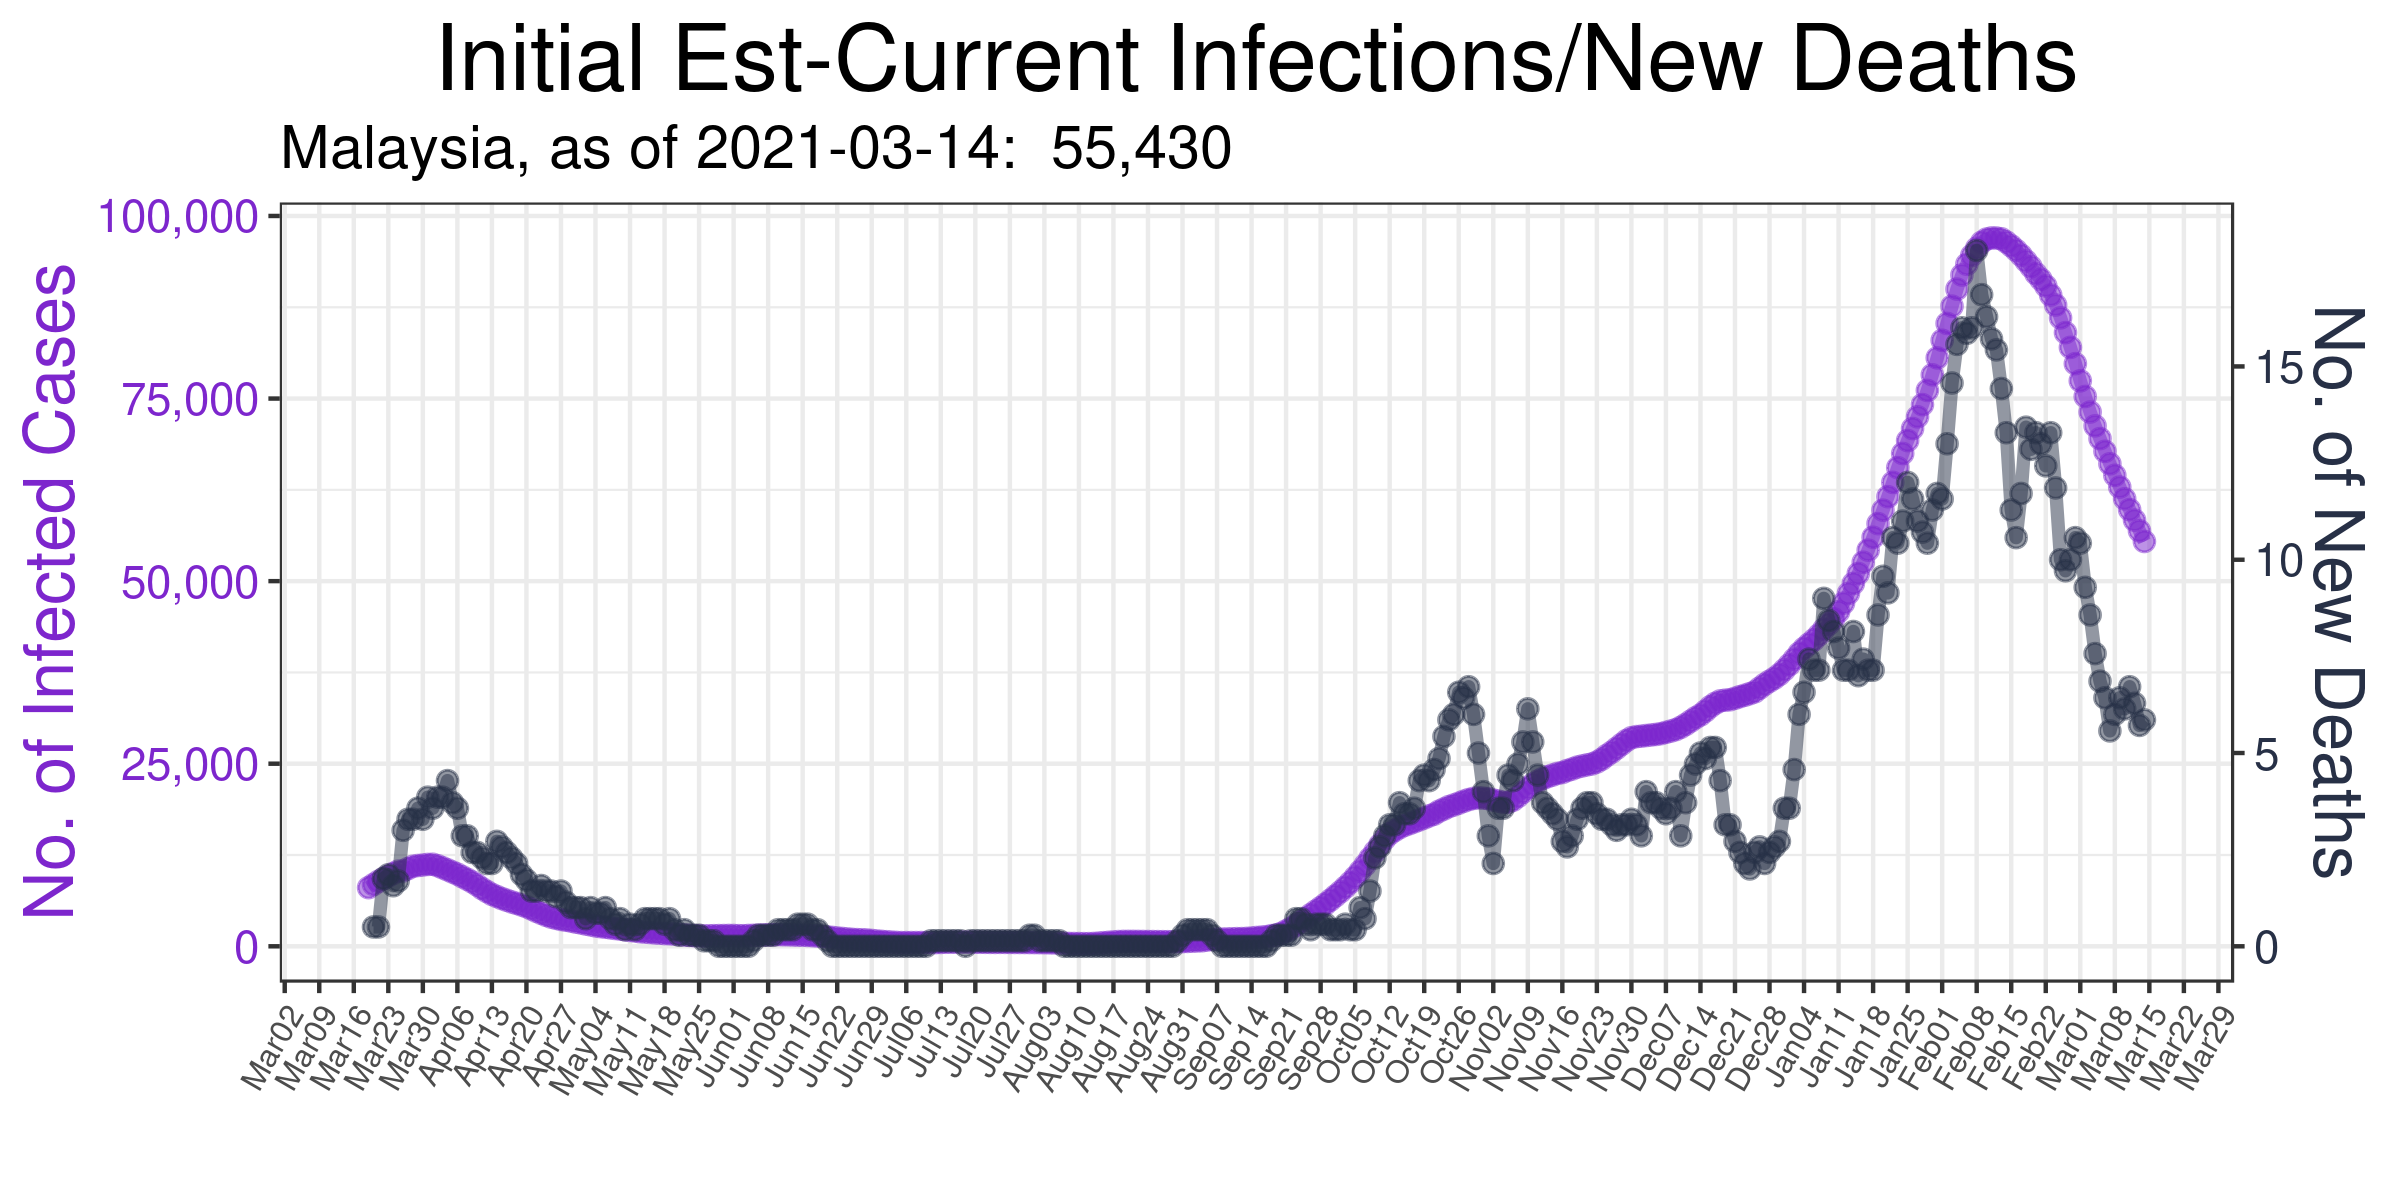 Initial Est-Current Infections/New Deaths
Malaysia, as of 2021-03-14:  55,430
No. of Infected Cases
100,000
75,000
50,000
25,000
0
No. of New Deaths
15
10
5
0
Mar02
Mar09
Mar16
Mar23
Mar30
Apr06
Apr13
Apr20
Apr27
May04
May11
May18
May25
Jun01
Jun08
Jun15
Jun22
Jun29
Jul06
Jul13
Jul20
Jul27
Aug03
Aug10
Aug17
Aug24
Aug31
Sep07
Sep14
Sep21
Sep28
Oct05
Oct12
Oct19
Oct26
Nov02
Nov09
Nov16
Nov23
Nov30
Dec07
Dec14
Dec21
Dec28
Jan04
Jan11
Jan18
Jan25
Feb01
Feb08
Feb15
Feb22
Mar01
Mar08
Mar15
Mar22
Mar29